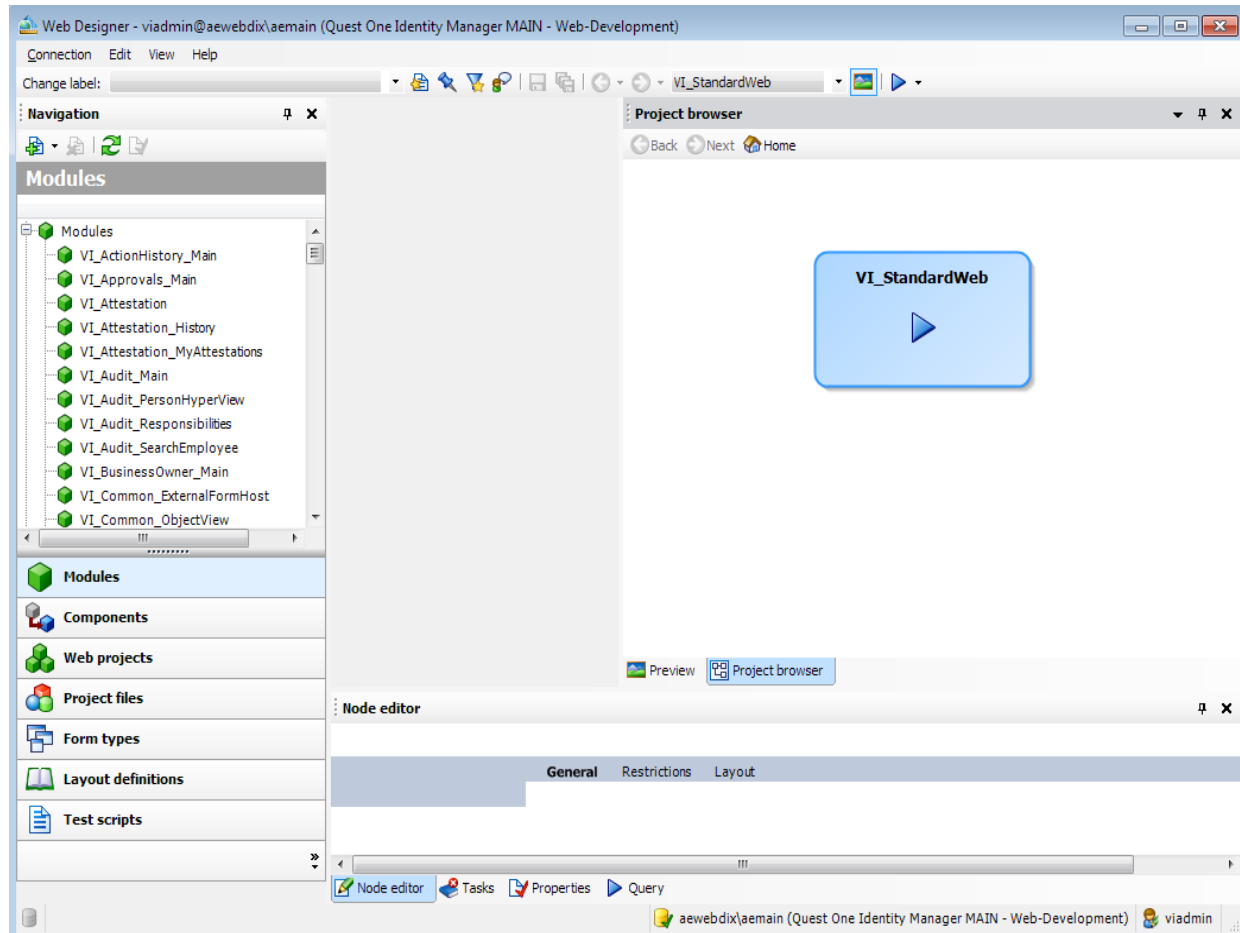 Web Designer - viadmin@aewebdix\aemain (Quest One Identity Manager MAIN - Web-Development)
Connection Edit View Help
Change label: VI_StandardWeb
Navigation
Modules
Modules
VI_ActionHistory_Main
VI_Approvals_Main
VI_Attestation
VI_Attestation_History
VI_Attestation_MyAttestations
VI_Audit_Main
VI_Audit_PersonHyperView
VI_Audit_Responsibilities
VI_Audit_SearchEmployee
VI_BusinessOwner_Main
VI_Common_ExternalFormHost
VI_Common_ObjectView
Modules
Components
Web projects
Project files
Form types
Layout definitions
Test scripts
Project browser
Back Next Home
VI_StandardWeb
Preview Project browser
Node editor
General Restrictions Layout
Node editor Tasks Properties Query
aewebdix\aemain (Quest One Identity Manager MAIN - Web-Development) viadmin